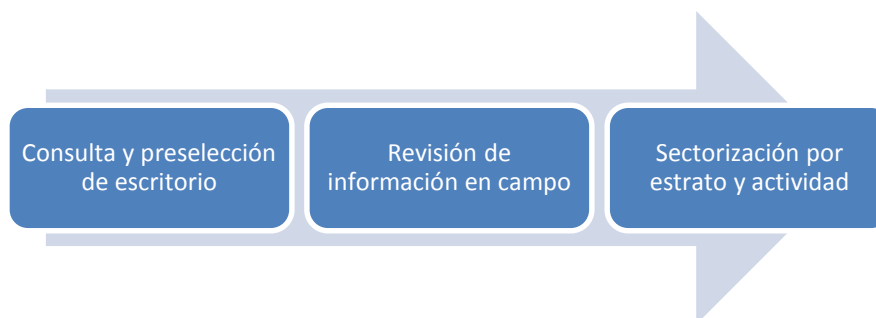 Consulta y preselección
de escritorio
Revisión de
información en campo
Sectorización por
estrato y actividad